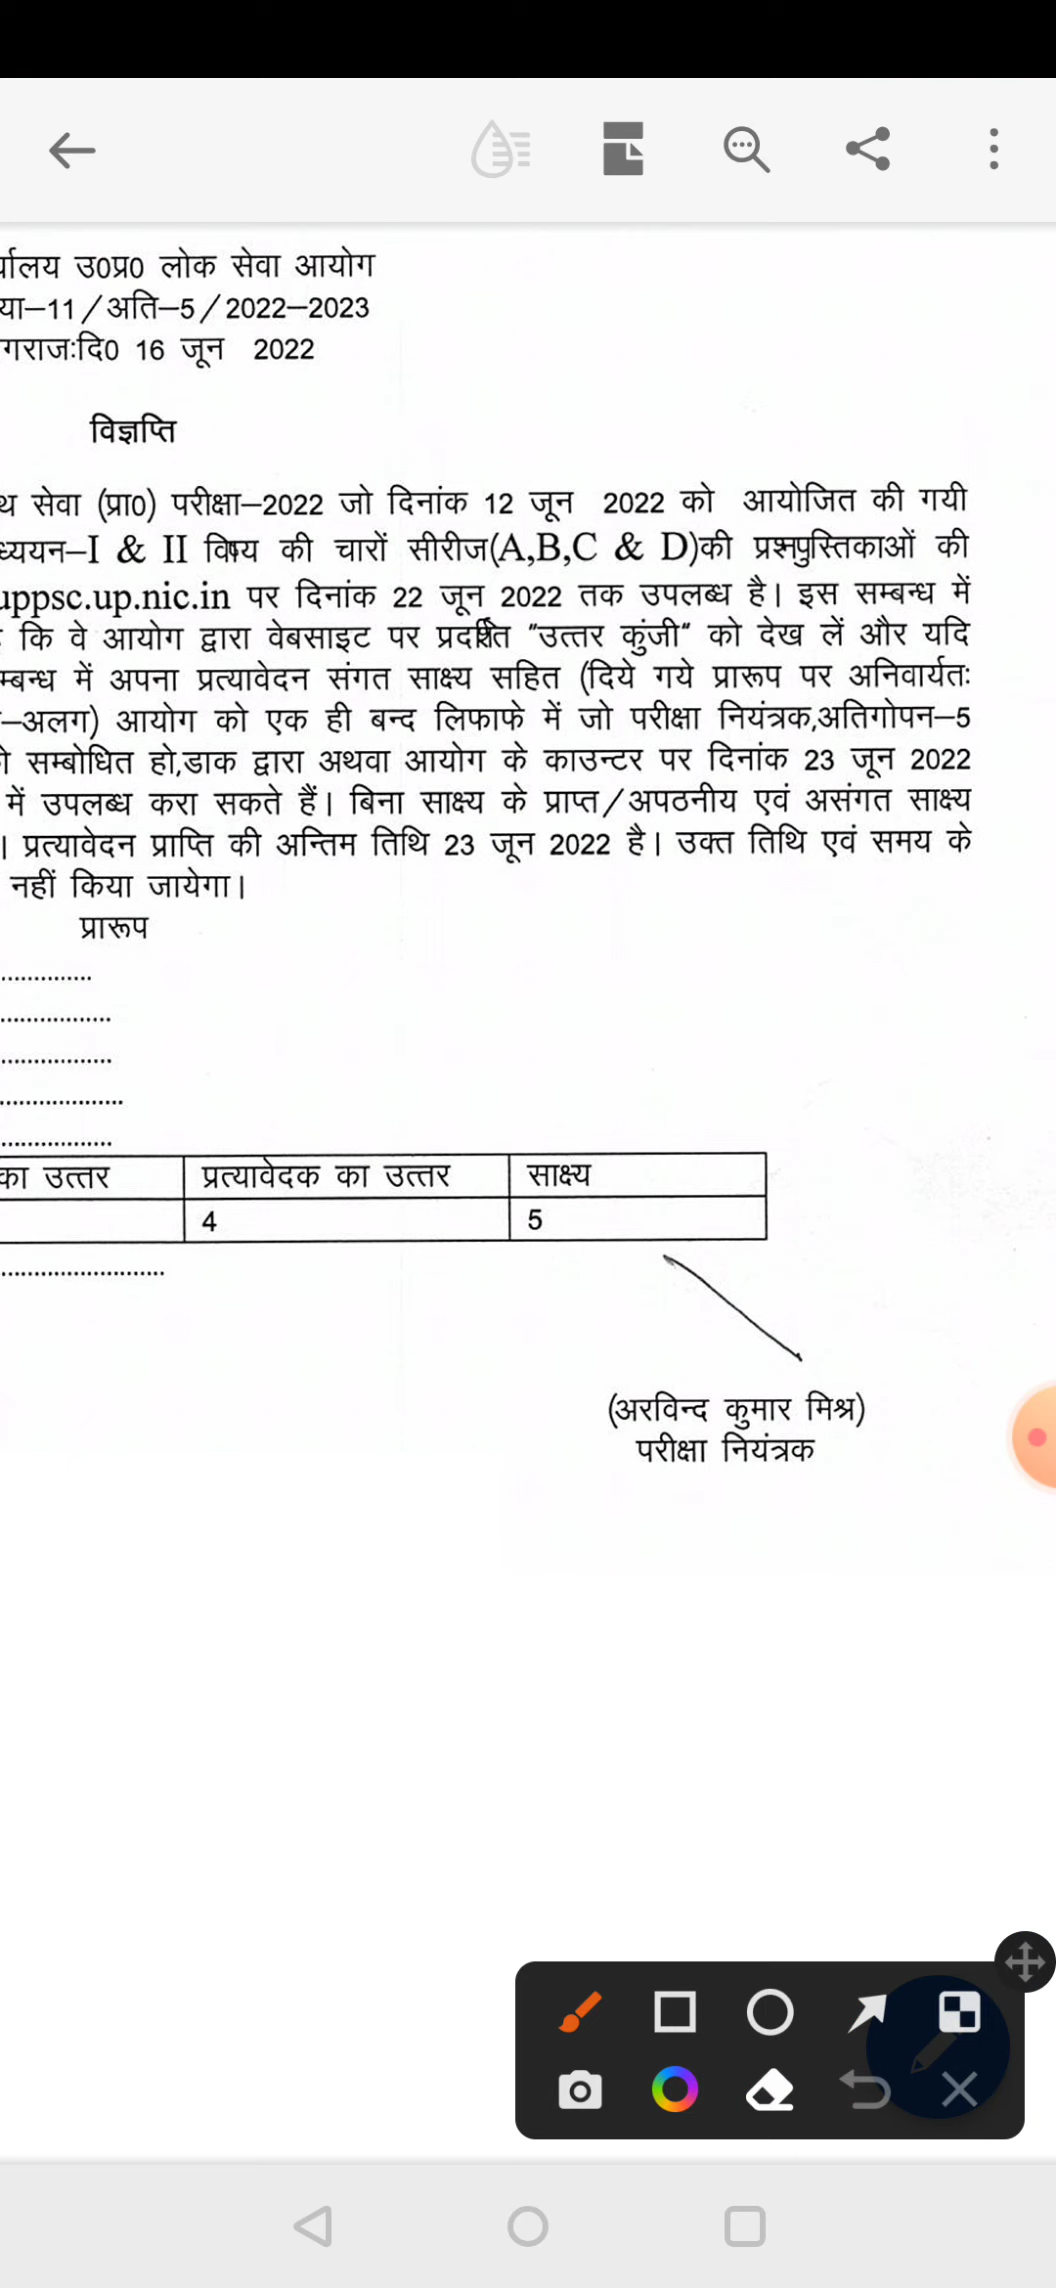 र्यालय उ0प्र0 लोक सेवा आयोग
या–11/अति–5/2022–2023
गराज:दि0 16 जून 2022
विज्ञप्ति
थ सेवा (प्रा0) परीक्षा–2022 जो दिनांक 12 जून 2022 को आयोजित की गयी
ध्ययन–I & II विषय की चारों सीरीज(A,B,C & D)की प्रश्नपुस्तिकाओं की
uppsc.up.nic.in पर दिनांक 22 जून 2022 तक उपलब्ध है। इस सम्बन्ध में
कि वे आयोग द्वारा वेबसाइट पर प्रदर्शित "उत्तर कुंजी" को देख लें और यदि
म्बन्ध में अपना प्रत्यावेदन संगत साक्ष्य सहित (दिये गये प्रारूप पर अनिवार्यतः
–अलग) आयोग को एक ही बन्द लिफाफे में जो परीक्षा नियंत्रक,अतिगोपन–5
सम्बोधित हो,डाक द्वारा अथवा आयोग के काउन्टर पर दिनांक 23 जून 2022
में उपलब्ध करा सकते हैं। बिना साक्ष्य के प्राप्त/अपठनीय एवं असंगत साक्ष्य
। प्रत्यावेदन प्राप्ति की अन्तिम तिथि 23 जून 2022 है। उक्त तिथि एवं समय के
नहीं किया जायेगा।
प्रारूप
..............
.................
.................
...................
.................
का उत्तर प्रत्यावेदक का उत्तर साक्ष्य
4 5
.........................
(अरविन्द कुमार मिश्र)
परीक्षा नियंत्रक